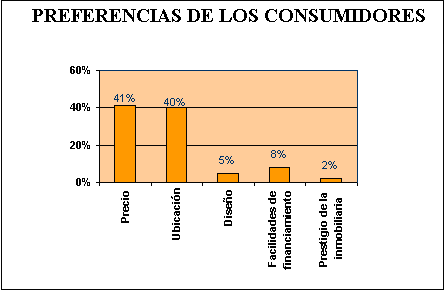 PREFERENCIAS DE LOS CONSUMIDORES
60%
40%
20%
0%
41%
40%
5%
8%
2%
Precio
Ubicación
Diseño
Facilidades de
financiamiento
Prestigio de la
inmobiliaria